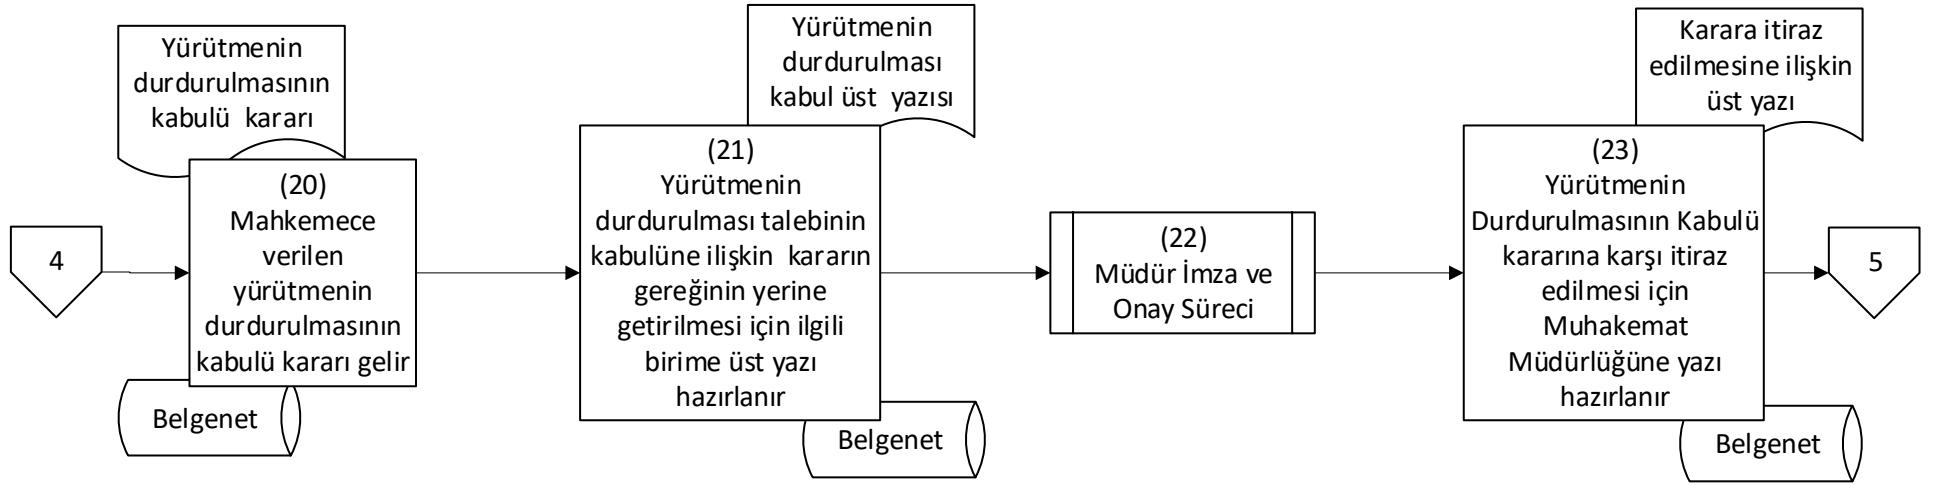 4
Yürütmenin
durdurulmasının
kabulü kararı
(20)
Mahkemece
verilen
yürütmenin
durdurulmasının
kabulü kararı gelir
Belgenet
Yürütmenin
durdurulması
kabul üst yazısı
(21)
Yürütmenin
durdurulması talebinin
kabulüne ilişkin kararın
gereğinin yerine
getirilmesi için ilgili
birime üst yazı
hazırlanır
Belgenet
(22)
Müdür İmza ve
Onay Süreci
Karara itiraz
edilmesine ilişkin
üst yazı
(23)
Yürütmenin
Durdurulmasının Kabulü
kararına karşı itiraz
edilmesi için
Muhakemat
Müdürlüğüne yazı
hazırlanır
Belgenet
5